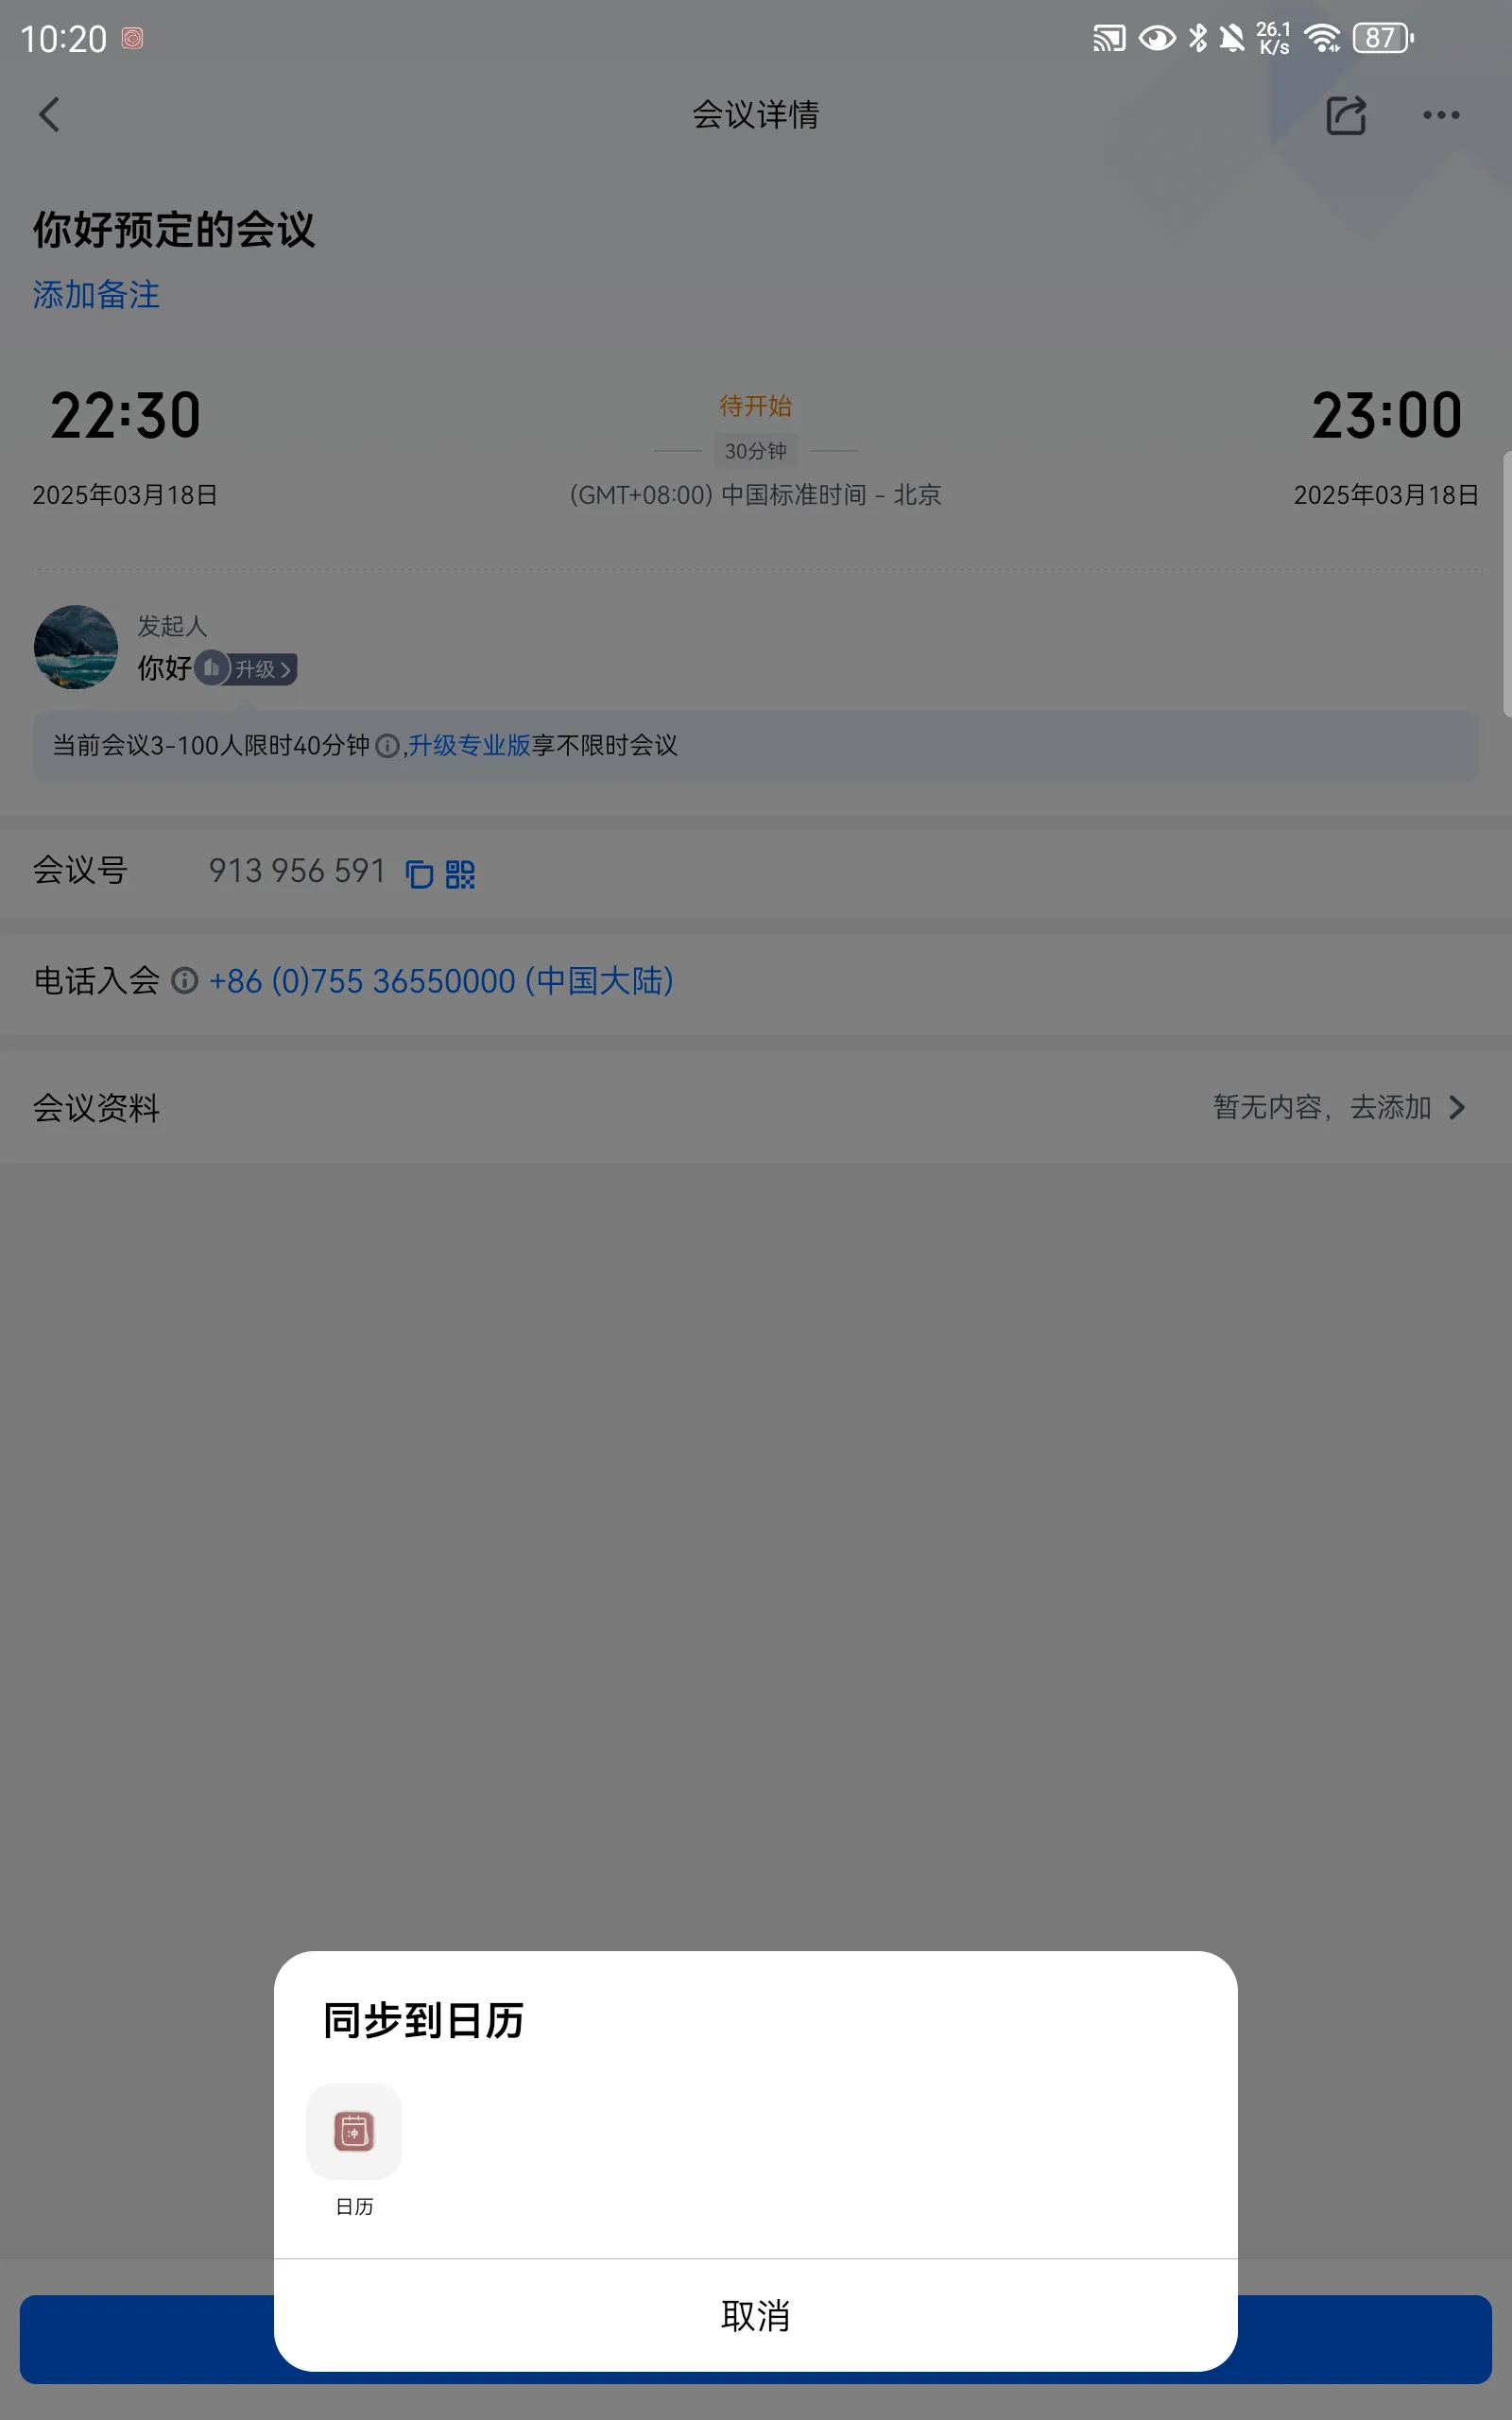 10:20
26.1 K/s
87
会议详情
你好预定的会议
添加备注
22:30 待开始 23:00
30分钟
2025年03月18日 (GMT+08:00) 中国标准时间 - 北京 2025年03月18日
发起人
你好 升级
当前会议3-100人限时40分钟,升级专业版享不限时会议
会议号 913 956 591
电话入会 +86 (0)755 36550000 (中国大陆)
会议资料 暂无内容，去添加
同步到日历
日历
取消